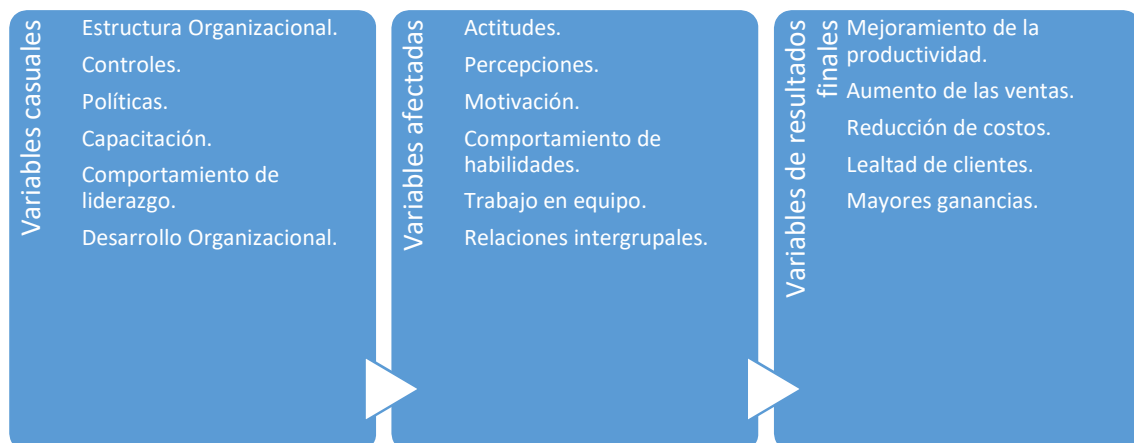 Variables casuales
Estructura Organizacional.
Controles.
Políticas.
Capacitación.
Comportamiento de
liderazgo.
Desarrollo Organizacional.
Variables afectadas
Actitudes.
Percepciones.
Motivación.
Comportamiento de
habilidades.
Trabajo en equipo.
Relaciones intergrupales.
Variables de resultados
finales
Mejoramiento de la
productividad.
Aumento de las ventas.
Reducción de costos.
Lealtad de clientes.
Mayores ganancias.